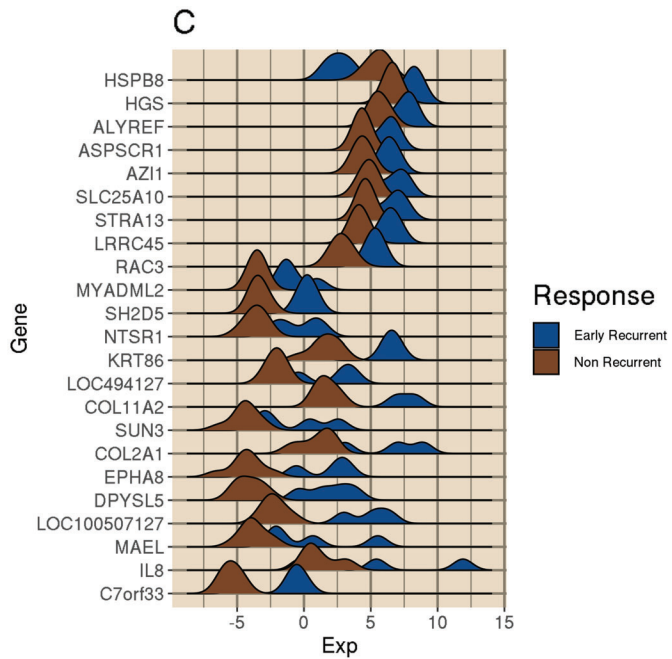 C
HSPB8
HGS
ALYREF
ASPSCR1
AZI1
SLC25A10
STRA13
LRRC45
RAC3
MYADML2
SH2D5
NTSR1
KRT86
LOC494127
COL11A2
SUN3
COL2A1
EPHA8
DPYSL5
LOC100507127
MAEL
IL8
C7orf33
Gene
-5 0 5 10 15
Exp
Response
Early Recurrent
Non Recurrent